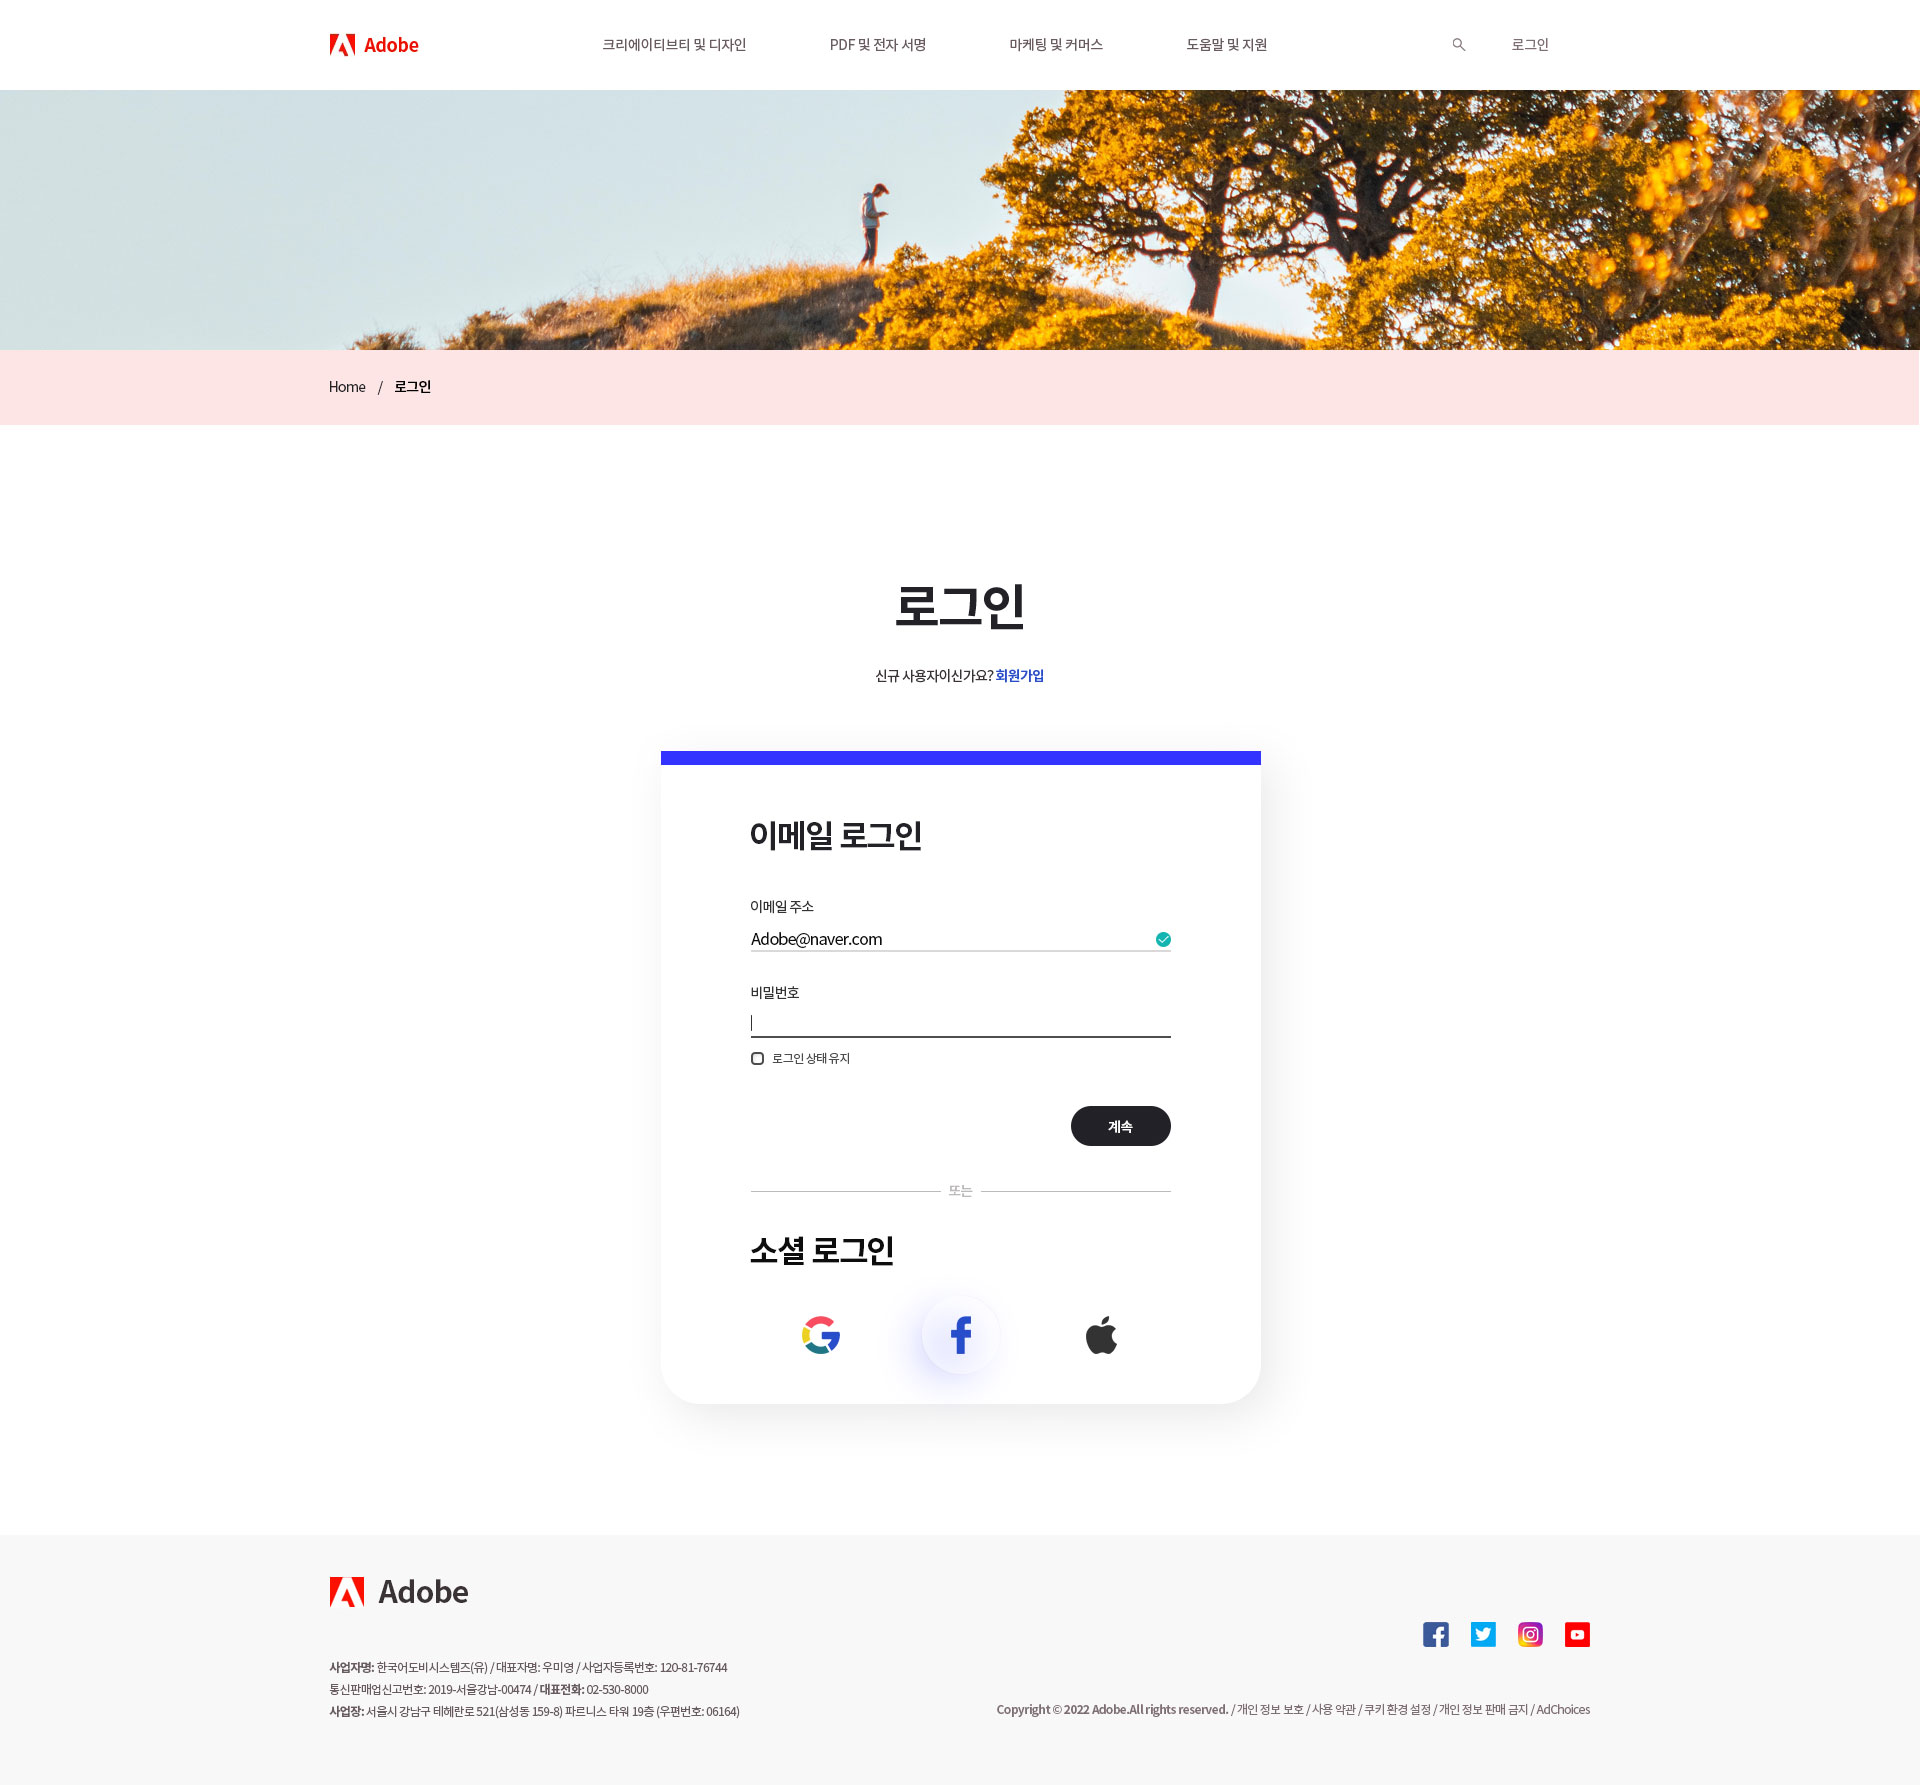 Adobe
크리에이티브티 및 디자인
PDF 및 전자 서명
마케팅 및 커머스
도움말 및 지원
로그인
Home / 로그인
로그인
신규 사용자이신가요? 회원가입
이메일 로그인
이메일 주소
Adobe@naver.com
비밀번호
로그인 상태 유지
계속
또는
소셜 로그인
Adobe
사업자명: 한국어도비시스템즈(유) / 대표자명: 우미영 / 사업자등록번호: 120-81-76744
통신판매업신고번호: 2019-서울강남-00474 / 대표전화: 02-530-8000
사업장: 서울시 강남구 테헤란로 521(삼성동 159-8) 파르나스 타워 19층 (우편번호: 06164)
Copyright © 2022 Adobe.All rights reserved. / 개인 정보 보호 / 사용 약관 / 쿠키 환경 설정 / 개인 정보 판매 금지 / AdChoices